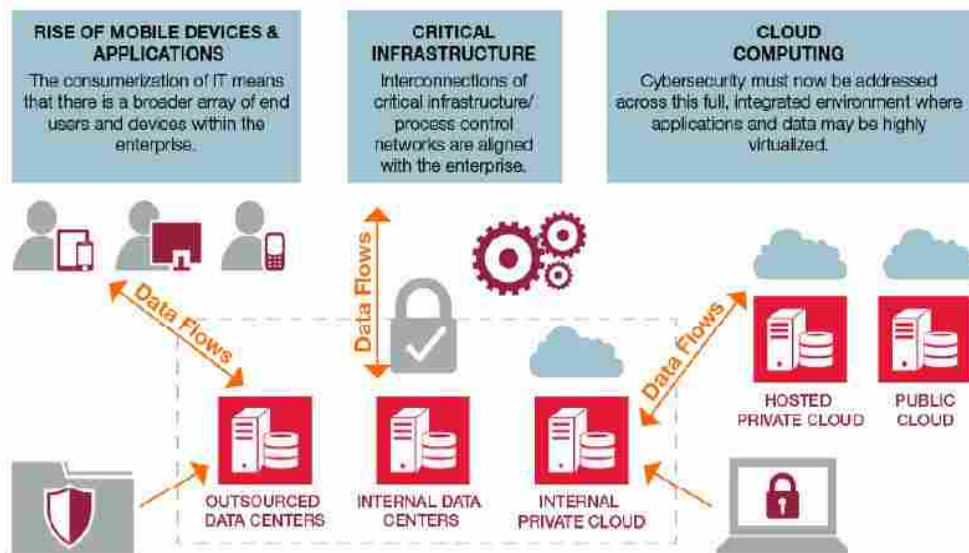 RISE OF MOBILE DEVICES &
APPLICATIONS
The consumerization of IT means
that there is a broader array of end
users and devices within the
enterprise.
CRITICAL
INFRASTRUCTURE
Interconnections of
critical infrastructure/
process control
networks are aligned
with the enterprise.
CLOUD
COMPUTING
Cybersecurity must now be addressed
across this full, integrated environment where
applications and data may be highly
virtualized.
Data Flows
Data Flows
Data Flows
HOSTED
PRIVATE CLOUD
PUBLIC
CLOUD
OUTSOURCED
DATA CENTERS
INTERNAL DATA
CENTERS
INTERNAL
PRIVATE CLOUD